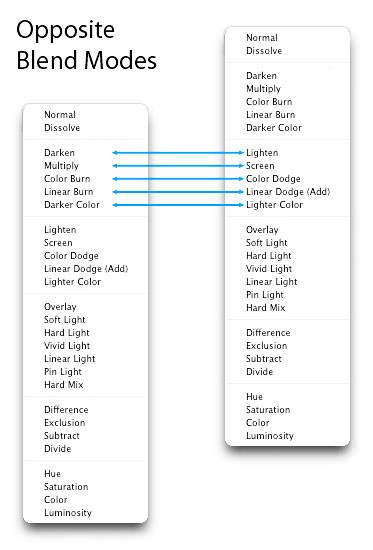 Opposite
Blend Modes
Normal
Dissolve
Darken
Multiply
Color Burn
Linear Burn
Darker Color
Lighten
Screen
Color Dodge
Linear Dodge (Add)
Lighter Color
Overlay
Soft Light
Hard Light
Vivid Light
Linear Light
Pin Light
Hard Mix
Difference
Exclusion
Subtract
Divide
Hue
Saturation
Color
Luminosity
Normal
Dissolve
Darken
Multiply
Color Burn
Linear Burn
Darker Color
Lighten
Screen
Color Dodge
Linear Dodge (Add)
Lighter Color
Overlay
Soft Light
Hard Light
Vivid Light
Linear Light
Pin Light
Hard Mix
Difference
Exclusion
Subtract
Divide
Hue
Saturation
Color
Luminosity